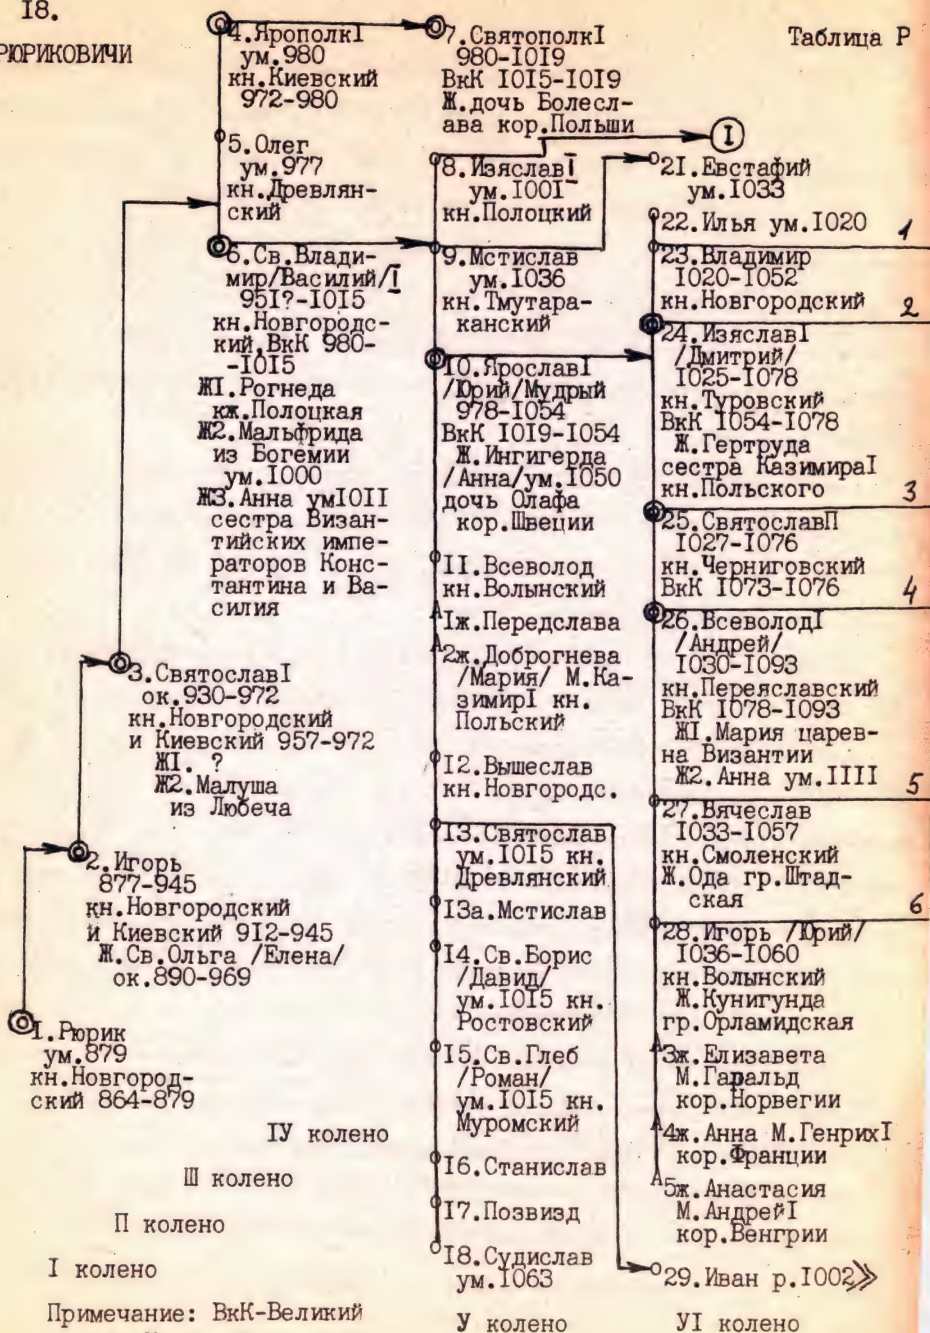 18.
РЮРИКОВИЧИ
Таблица Р
4.Ярополк I
ум.980
кн.Киевский
972-980
5.Олег
ум.977
кн.Древлян-
ский
6.Св.Влади-
мир/Василий/I
951?-1015
кн.Новгородс-
кий,ВкК 980-
-1015
Ж1.Рогнеда
кж.Полоцкая
Ж2.Мальфрида
из Богемии
ум.1000
Ж3.Анна ум1011
сестра Визан-
тийских импе-
раторов Конс-
тантина и Ва-
силия
3.Святослав I
ок.930-972
кн.Новгородский
и Киевский 957-972
Ж1. ?
Ж2.Малуша
из Любеча
2.Игорь
877-945
кн.Новгородский
и Киевский 912-945
Ж.Св.Ольга /Елена/
ок.890-969
1.Рюрик
ум.879
кн.Новгород-
ский 864-879
IУ колено
Ш колено
П колено
I колено
Примечание: ВкК-Великий
7.Святополк I
980-1019
ВкК 1015-1019
Ж.дочь Болесл-
ава кор.Польши
I
8.Изяслав I
ум.1001
кн.Полоцкий
9.Мстислав
ум.1036
кн.Тмутара-
канский
10.Ярослав I
/Юрий/Мудрый
978-1054
ВкК 1019-1054
Ж.Ингигерда
/Анна/ум.1050
дочь Олафа
кор.Швеции
11.Всеволод
кн.Волынский
1ж.Передслава
2ж.Доброгнева
/Мария/ М.Ка-
зимир I кн.
Польский
12.Вышеслав
кн.Новгородс.
13.Святослав
ум.1015 кн.
Древлянский
13а.Мстислав
14.Св.Борис
/Давид/
ум.1015 кн.
Ростовский
15.Св.Глеб
/Роман/
ум.1015 кн.
Муромский
16.Станислав
17.Позвизд
18.Судислав
ум.1063
У колено
21.Евстафий
ум.1033
22.Илья ум.1020
1
23.Владимир
1020-1052
кн.Новгородский
2
24.Изяслав I
/Дмитрий/
1025-1078
кн.Туровский
ВкК 1054-1078
Ж.Гертруда
сестра Казимира I
кн.Польского
3
25.Святослав П
1027-1076
кн.Черниговский
ВкК 1073-1076
4
26.Всеволод I
/Андрей/
1030-1093
кн.Переяславский
ВкК 1078-1093
Ж1.Мария царев-
на Византии
Ж2.Анна ум.1111
5
27.Вячеслав
1033-1057
кн.Смоленский
Ж.Ода гр.Штад-
ская
6
28.Игорь /Юрий/
1036-1060
кн.Волынский
Ж.Кунигунда
гр.Орламидская
3ж.Елизавета
М.Гаральд
кор.Норвегии
4ж.Анна М.Генрих I
кор.Франции
5ж.Анастасия
М.Андрей I
кор.Венгрии
29.Иван р.1002
УI колено